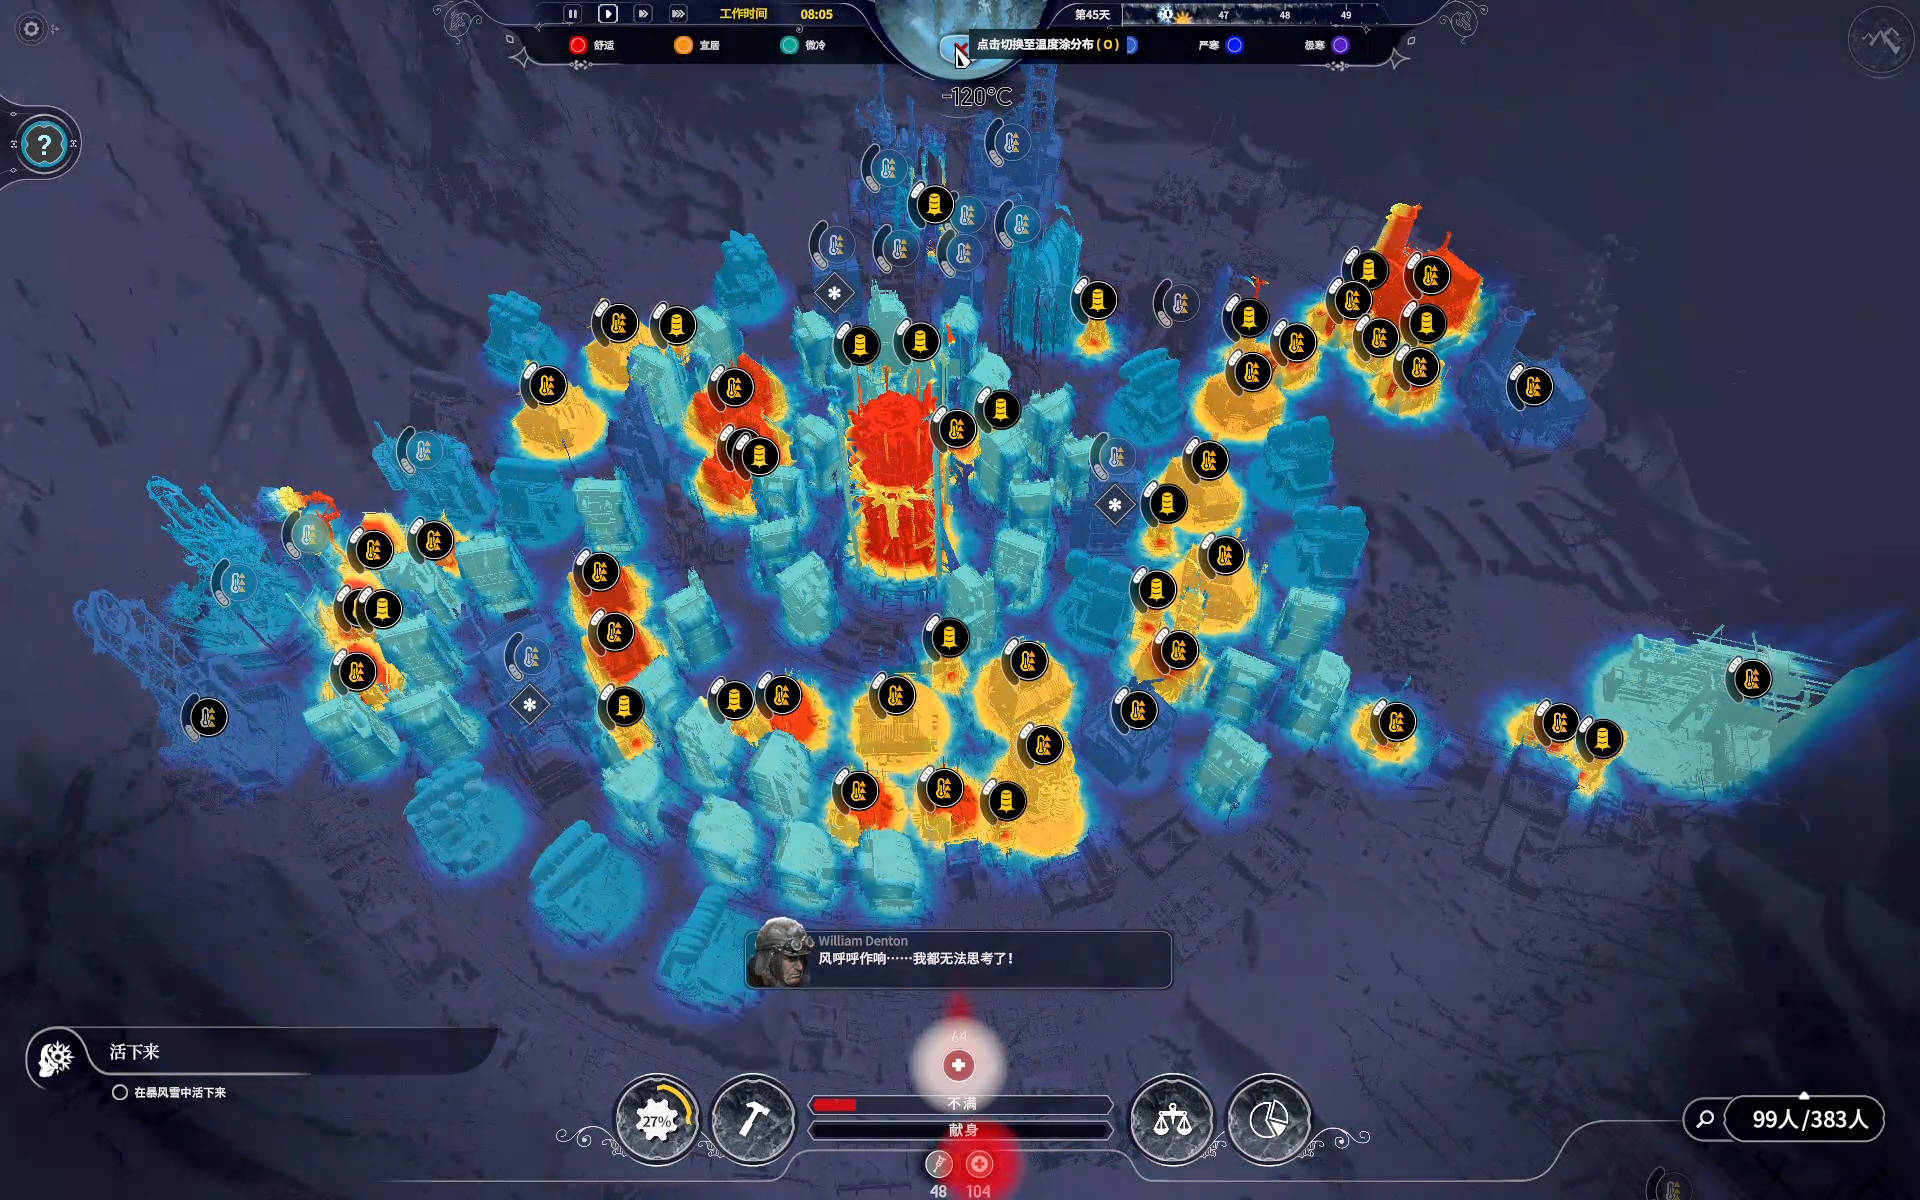 工作时间 08:05
第45天
47 48 49
舒适
宜居
微冷
点击切换至温度涂分布(O)
严寒
极寒
-120°C
William Denton
风呼呼作响……我都无法思考了！
活下来
在暴风雪中活下来
27%
64
不满
献身
48 104
99人/383人